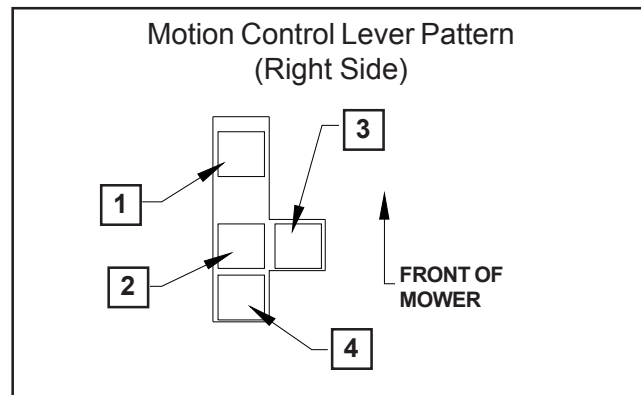 Motion Control Lever Pattern
(Right Side)
3
1
2
FRONT OF
MOWER
4